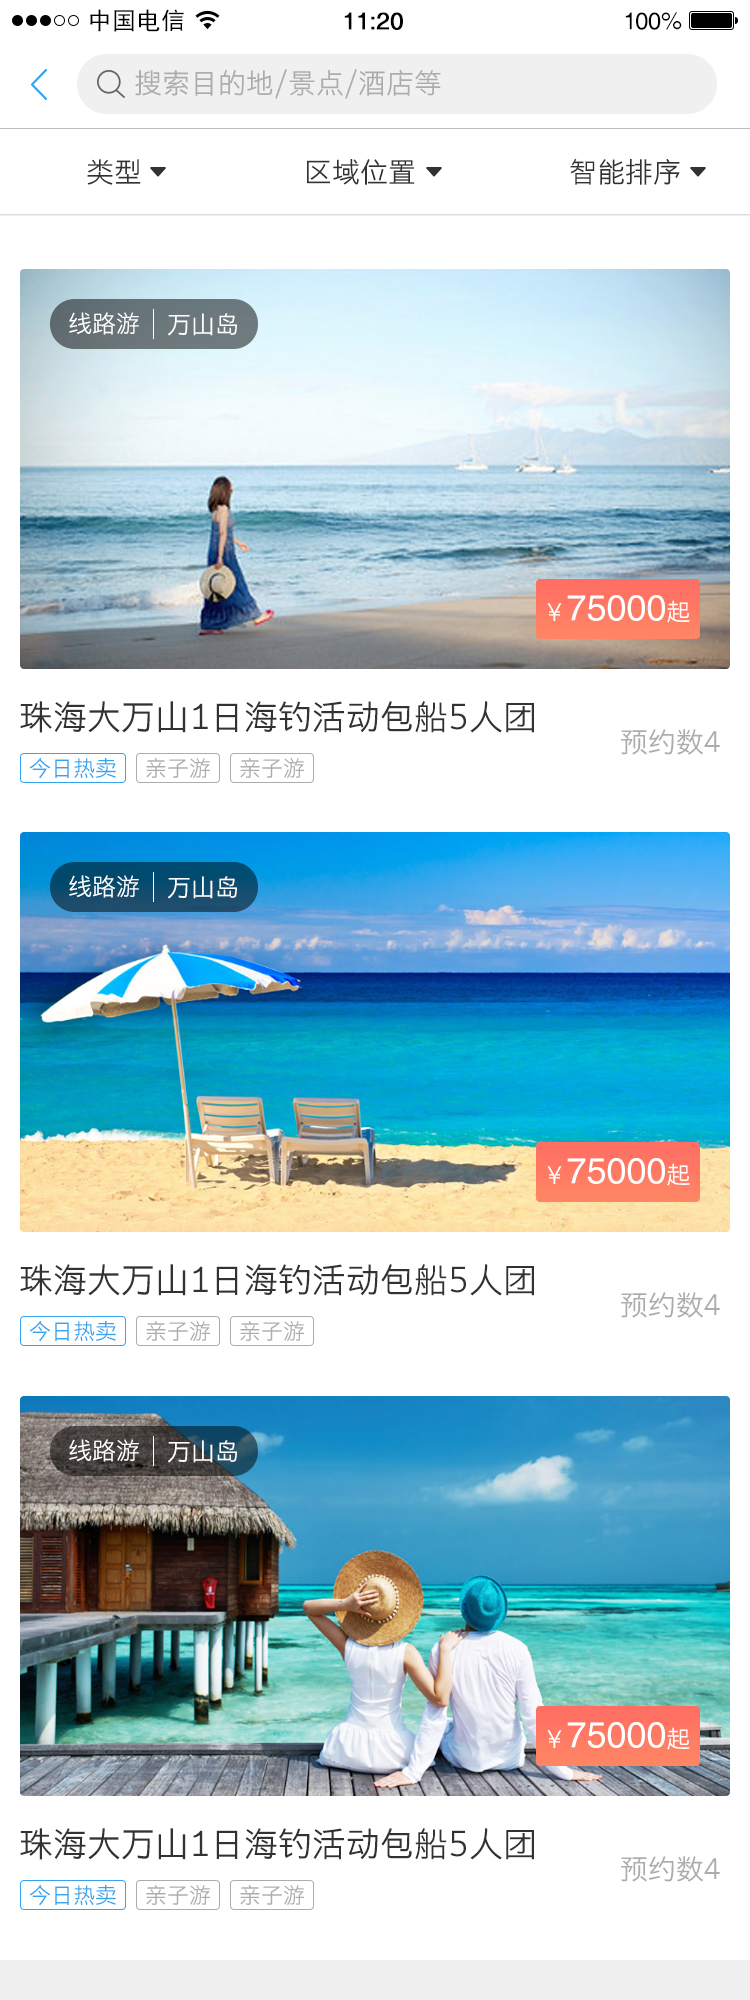 中国电信 11:20 100%
搜索目的地/景点/酒店等
类型 区域位置 智能排序
线路游 万山岛
¥75000起
珠海大万山1日海钓活动包船5人团
预约数4
今日热卖 亲子游 亲子游
线路游 万山岛
¥75000起
珠海大万山1日海钓活动包船5人团
预约数4
今日热卖 亲子游 亲子游
线路游 万山岛
¥75000起
珠海大万山1日海钓活动包船5人团
预约数4
今日热卖 亲子游 亲子游